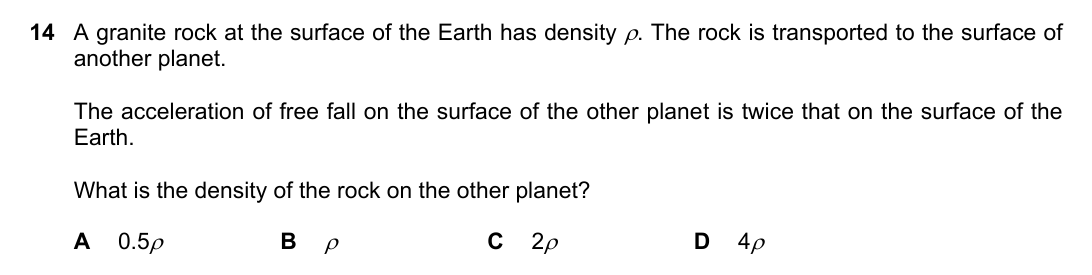 14 A granite rock at the surface of the Earth has density ρ. The rock is transported to the surface of
another planet.
The acceleration of free fall on the surface of the other planet is twice that on the surface of the
Earth.
What is the density of the rock on the other planet?
A 0.5ρ B ρ C 2ρ D 4ρ